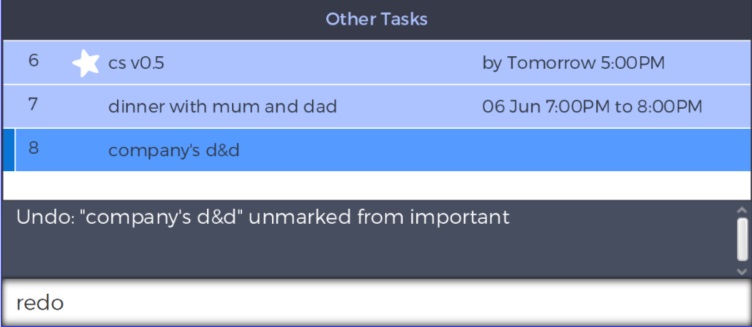 Other Tasks
6 cs v0.5 by Tomorrow 5:00PM
7 dinner with mum and dad 06 Jun 7:00PM to 8:00PM
8 company's d&d
Undo: "company's d&d" unmarked from important
redo